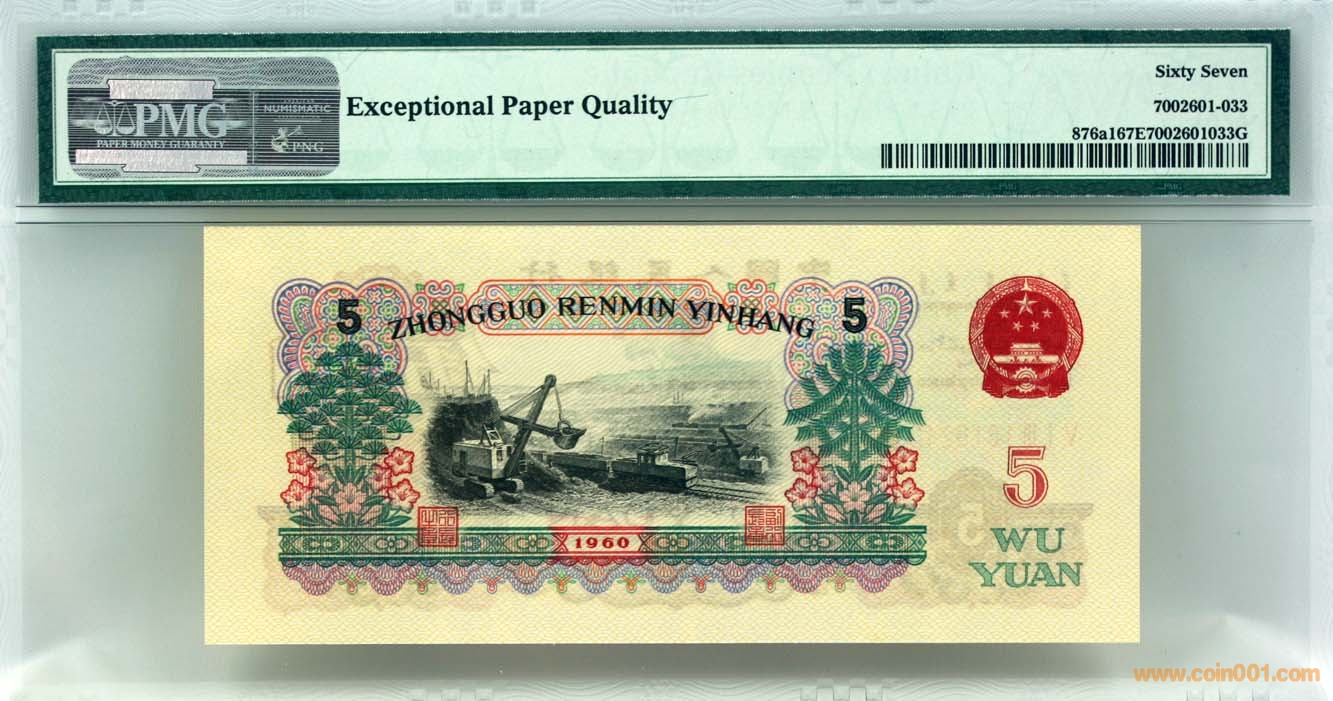 PMG
PAPER MONEY GUARANTY
NUMISMATIC
PNG
Exceptional Paper Quality
Sixty Seven
7002601-033
876a167E7002601033G
5
ZHONGGUO RENMIN YINHANG
5
1960
5
WU
YUAN
www.coin001.com